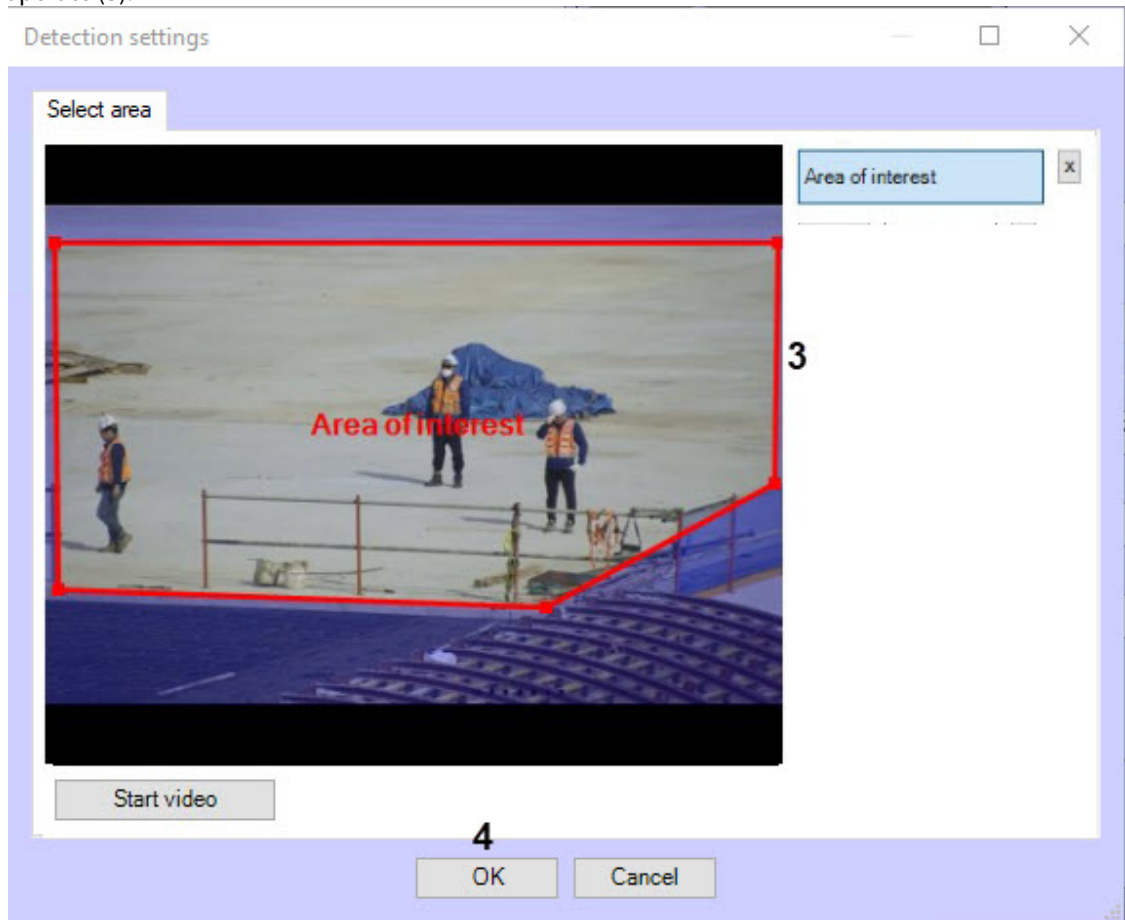 Detection settings
Select area
Area of interest
x
3
Area of interest
Start video
4
OK
Cancel